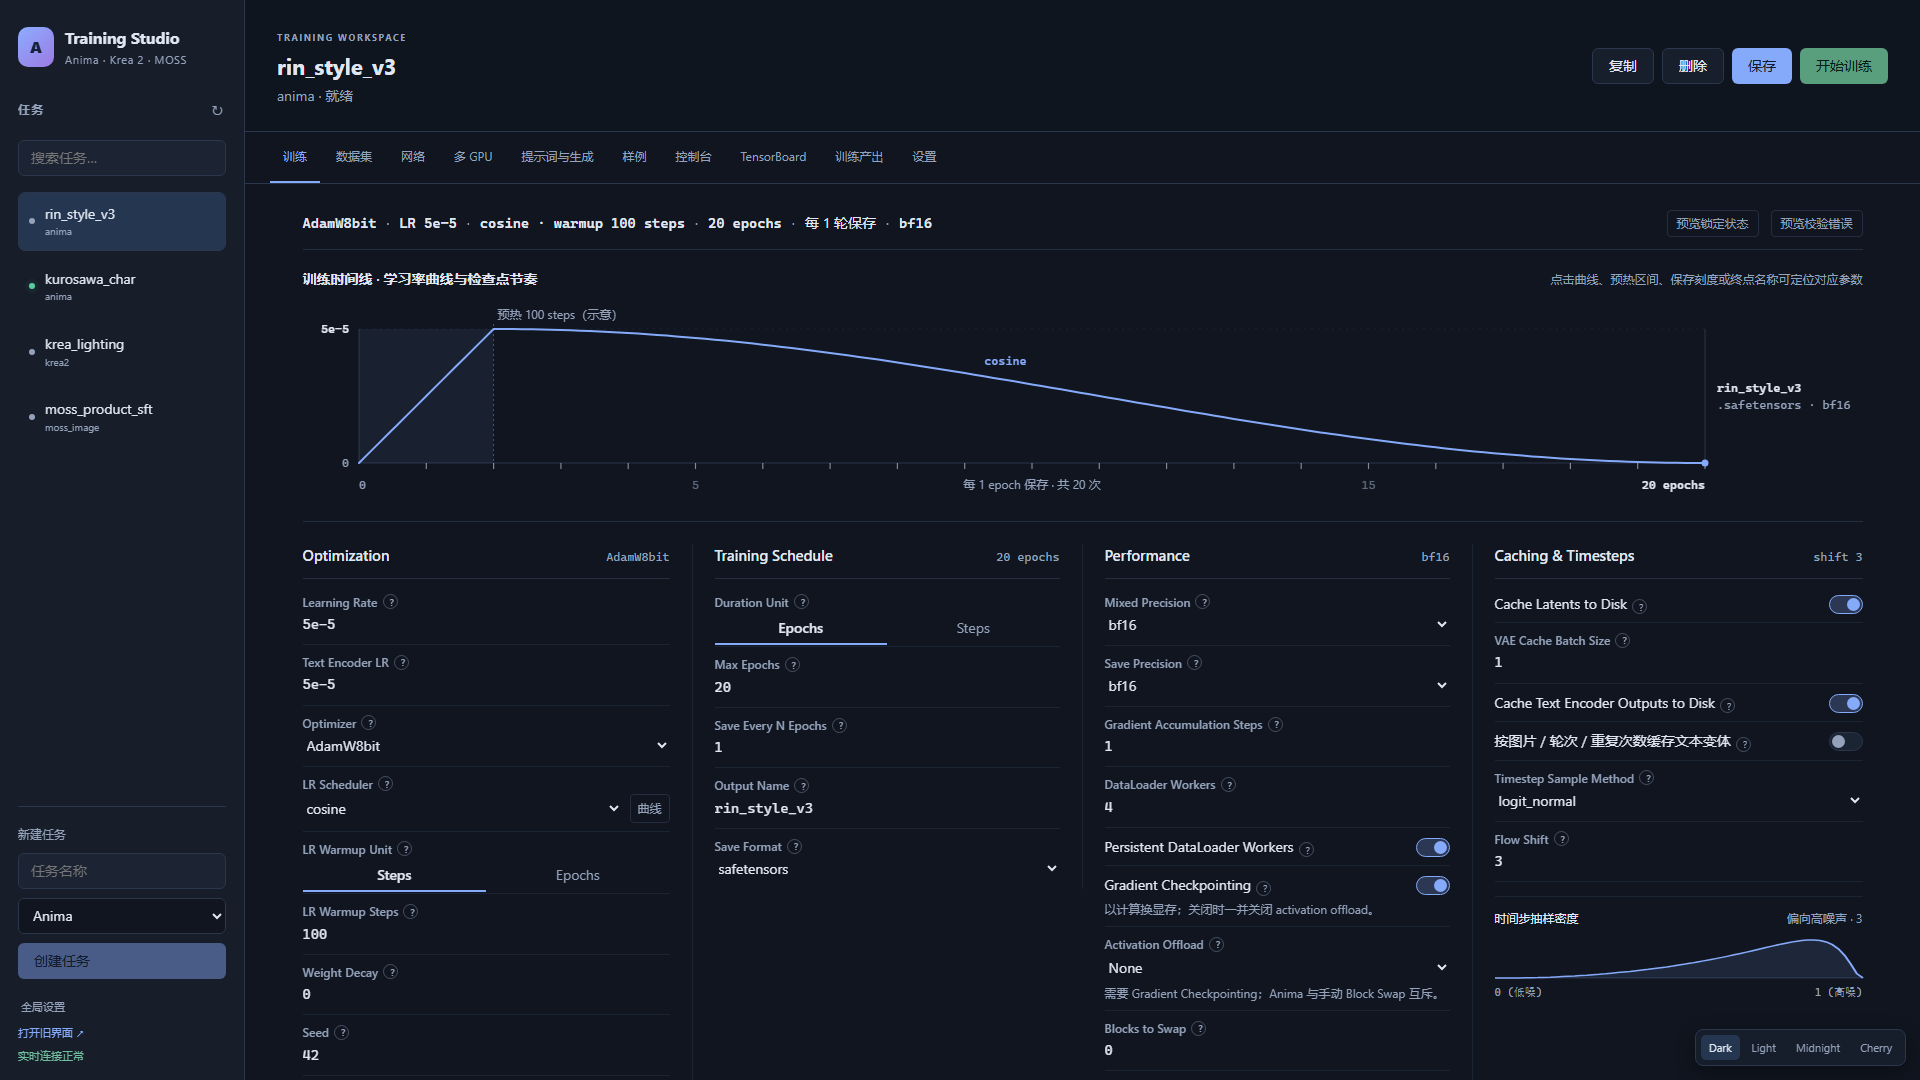 A
Training Studio
Anima · Krea 2 · MOSS
任务
搜索任务...
rin_style_v3
anima
kurosawa_char
anima
krea_lighting
krea2
moss_product_sft
moss_image
新建任务
任务名称
Anima
创建任务
全局设置
打开旧界面 ↗
实时连接正常
TRAINING WORKSPACE
rin_style_v3
anima · 就绪
复制 删除 保存 开始训练
训练 数据集 网络 多 GPU 提示词与生成 样例 控制台 TensorBoard 训练产出 设置
AdamW8bit · LR 5e-5 · cosine · warmup 100 steps · 20 epochs · 每 1 轮保存 · bf16
预览锁定状态 预览校验错误
训练时间线 · 学习率曲线与检查点节奏
点击曲线、预热区间、保存刻度或终点名称可定位对应参数
预热 100 steps（示意）
5e-5
cosine
rin_style_v3
.safetensors · bf16
0
0 5 每 1 epoch 保存 · 共 20 次 15 20 epochs
Optimization AdamW8bit
Learning Rate ?
5e-5
Text Encoder LR ?
5e-5
Optimizer ?
AdamW8bit
LR Scheduler ?
cosine 曲线
LR Warmup Unit ?
Steps Epochs
LR Warmup Steps ?
100
Weight Decay ?
0
Seed ?
42
Training Schedule 20 epochs
Duration Unit ?
Epochs Steps
Max Epochs ?
20
Save Every N Epochs ?
1
Output Name ?
rin_style_v3
Save Format ?
safetensors
Performance bf16
Mixed Precision ?
bf16
Save Precision ?
bf16
Gradient Accumulation Steps ?
1
DataLoader Workers ?
4
Persistent DataLoader Workers ?
Gradient Checkpointing ?
以计算换显存；关闭时一并关闭 activation offload。
Activation Offload ?
None
需要 Gradient Checkpointing；Anima 与手动 Block Swap 互斥。
Blocks to Swap ?
0
Caching & Timesteps shift 3
Cache Latents to Disk ?
VAE Cache Batch Size ?
1
Cache Text Encoder Outputs to Disk ?
按图片 / 轮次 / 重复次数缓存文本变体 ?
Timestep Sample Method ?
logit_normal
Flow Shift ?
3
时间步抽样密度 偏向高噪声 · 3
0 (低噪) 1 (高噪)
Dark Light Midnight Cherry